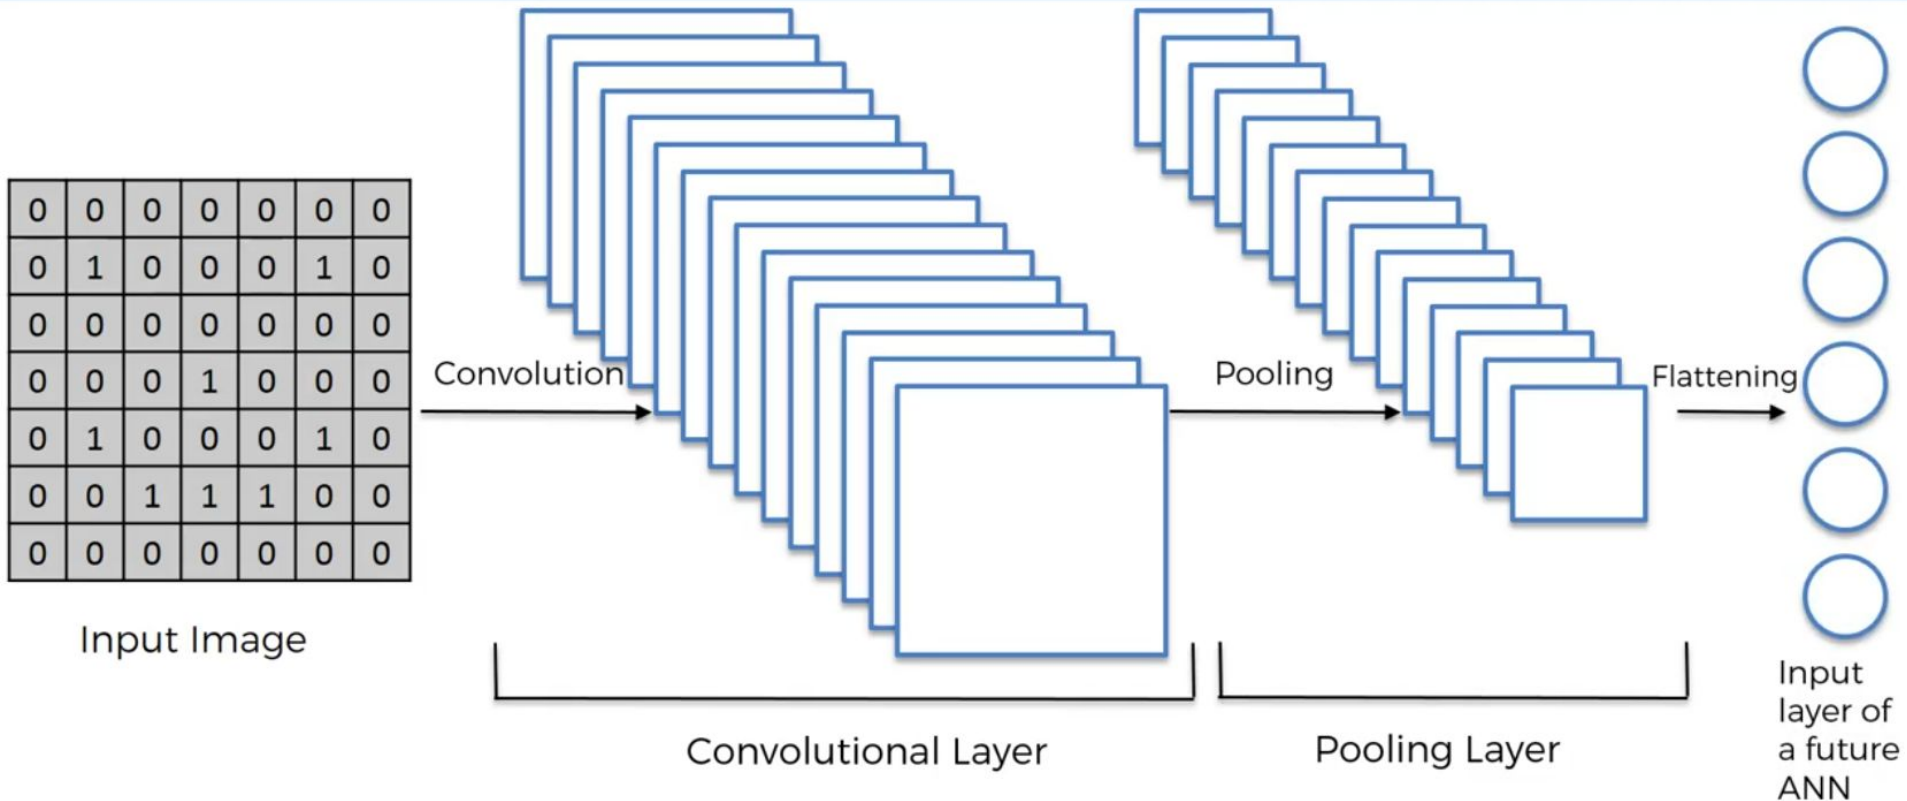 0 0 0 0 0 0 0
0 1 0 0 0 1 0
0 0 0 0 0 0 0
0 0 0 1 0 0 0
0 1 0 0 0 1 0
0 0 1 1 1 0 0
0 0 0 0 0 0 0
Input Image
Convolution
Convolutional Layer
Pooling
Pooling Layer
Flattening
Input
layer of
a future
ANN